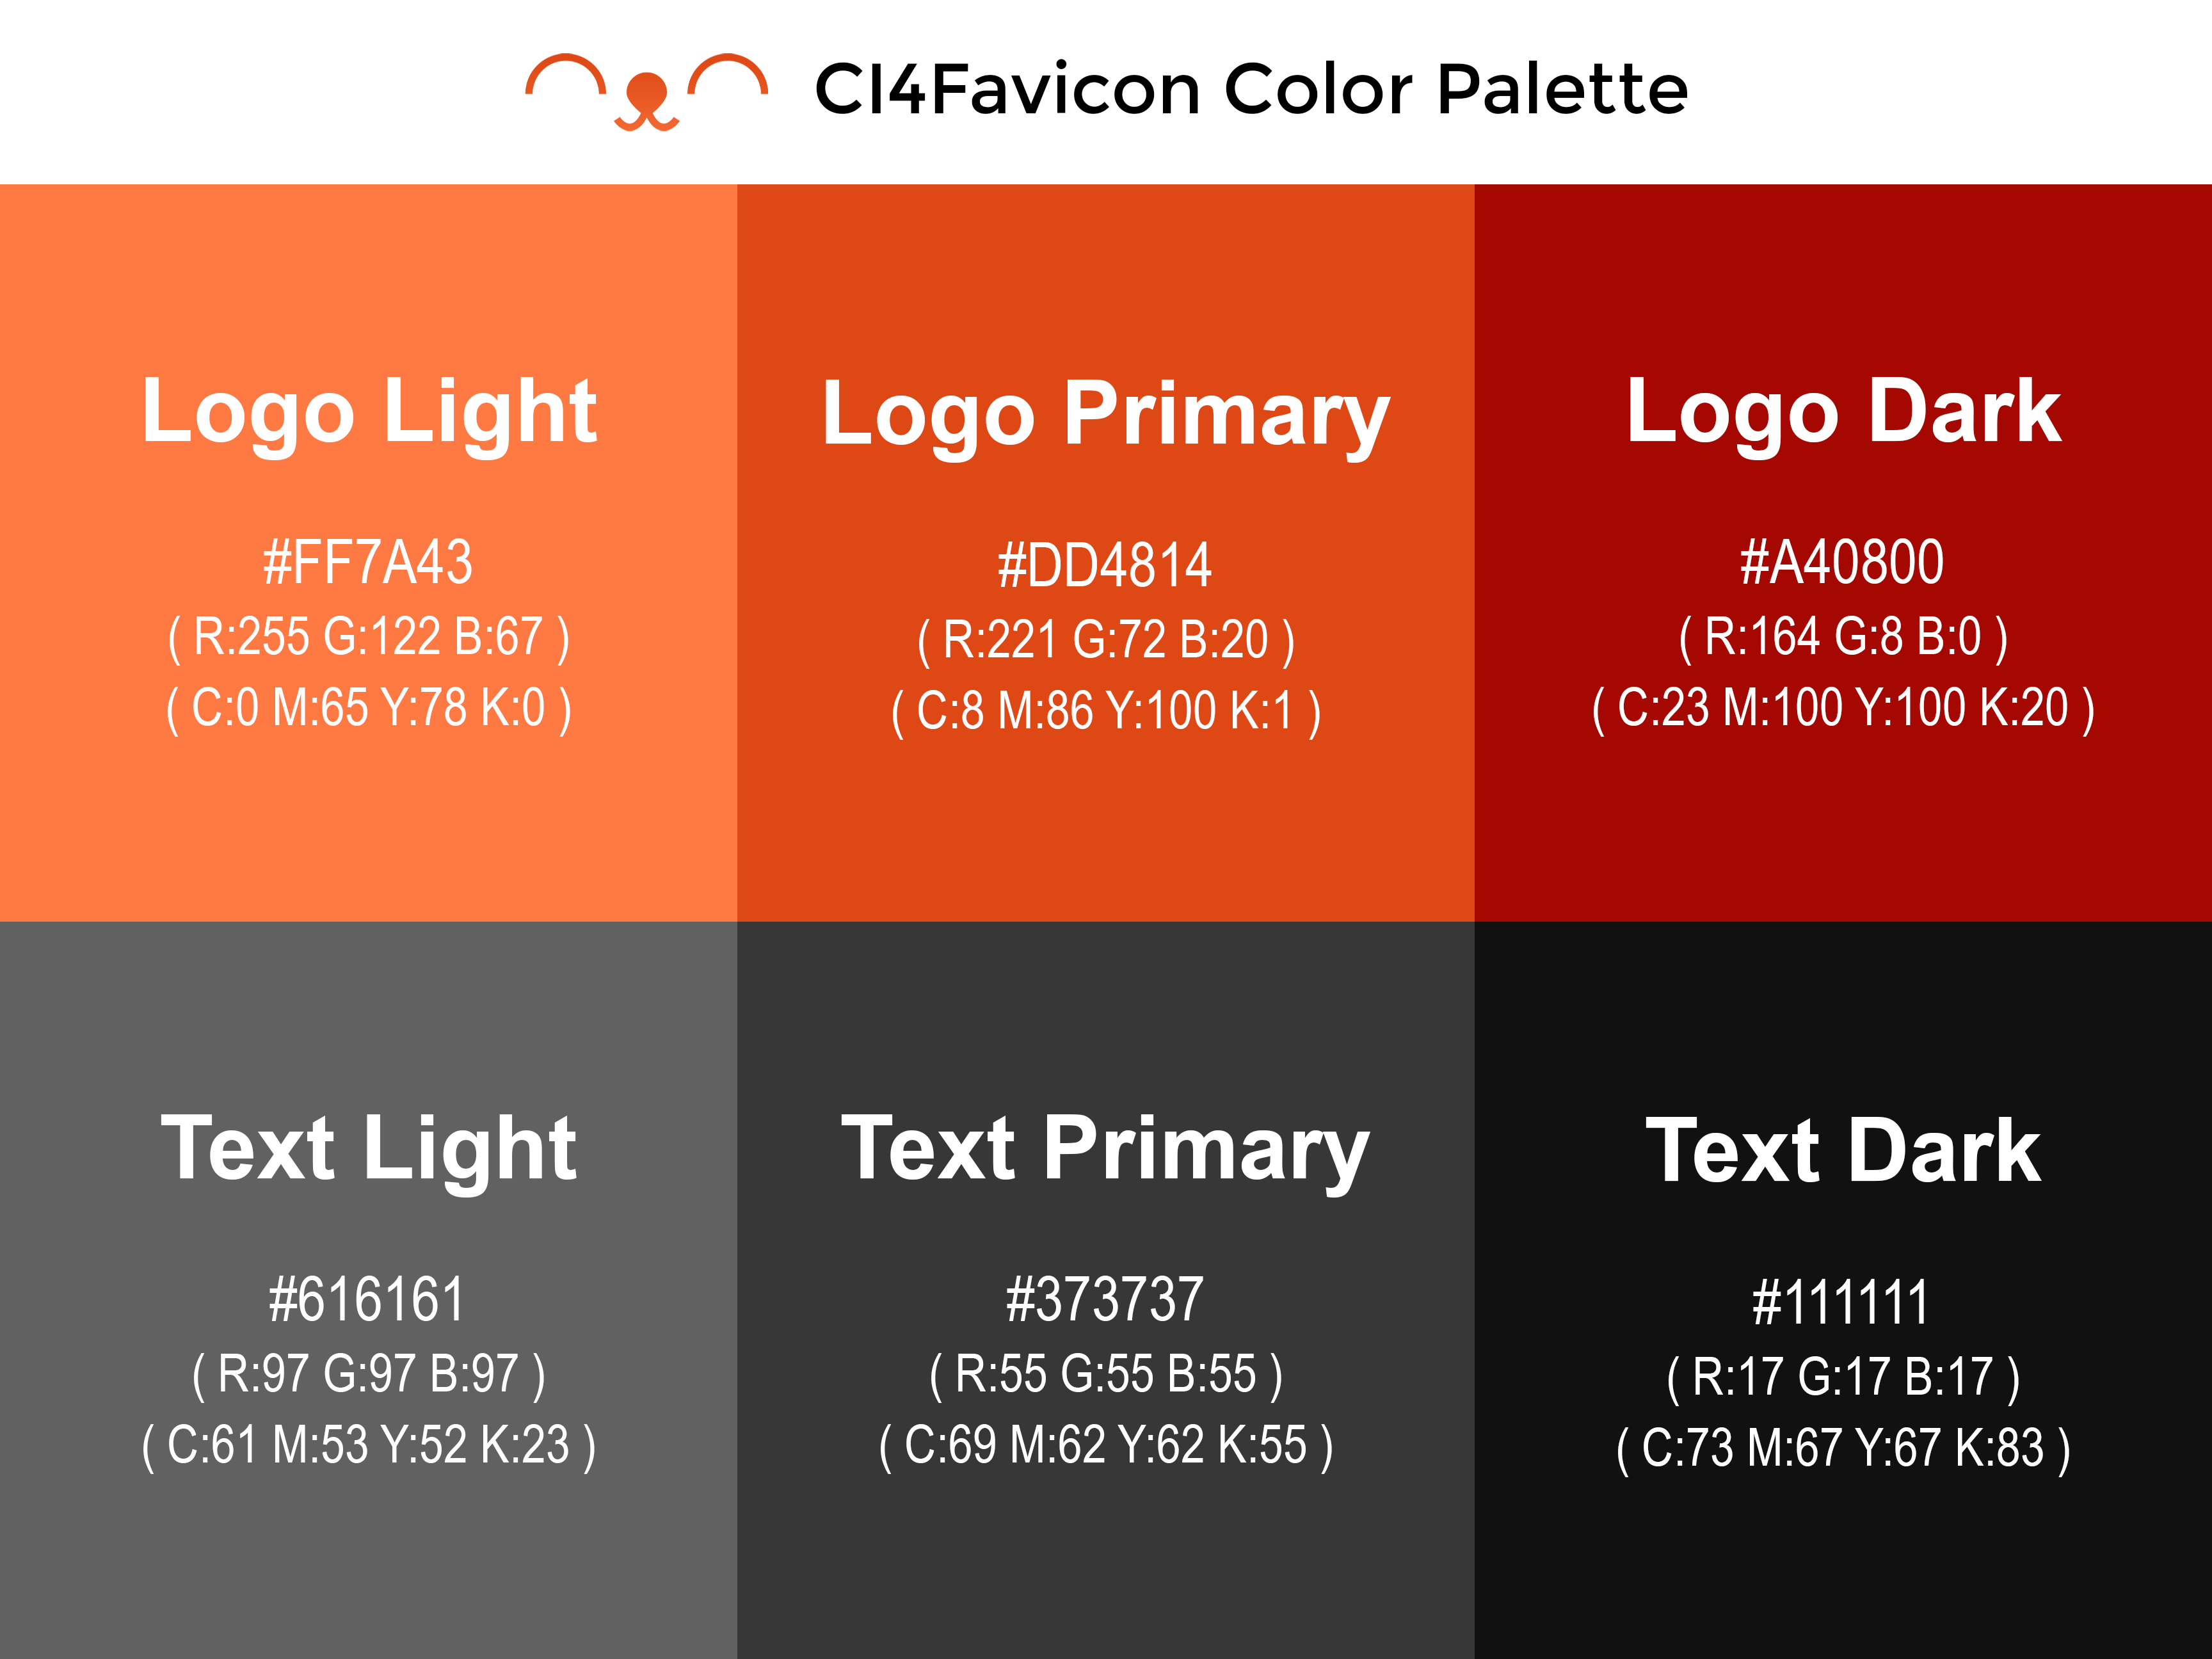 CI4Favicon Color Palette
Logo Light
#FF7A43
( R:255 G:122 B:67 )
( C:0 M:65 Y:78 K:0 )
Logo Primary
#DD4814
( R:221 G:72 B:20 )
( C:8 M:86 Y:100 K:1 )
Logo Dark
#A40800
( R:164 G:8 B:0 )
( C:23 M:100 Y:100 K:20 )
Text Light
#616161
( R:97 G:97 B:97 )
( C:61 M:53 Y:52 K:23 )
Text Primary
#373737
( R:55 G:55 B:55 )
( C:69 M:62 Y:62 K:55 )
Text Dark
#111111
( R:17 G:17 B:17 )
( C:73 M:67 Y:67 K:83 )